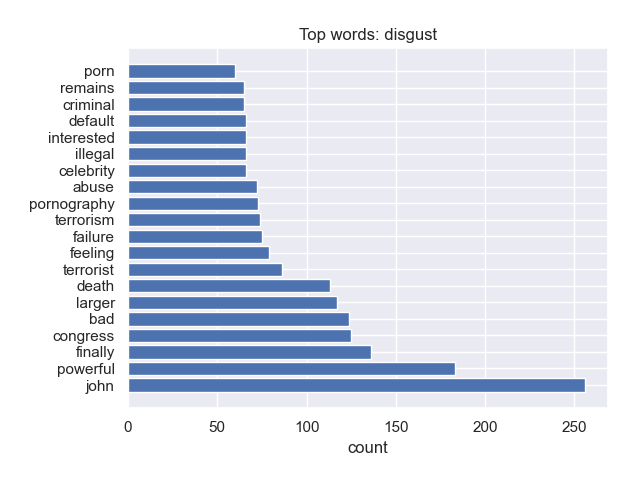 Top words: disgust
porn
remains
criminal
default
interested
illegal
celebrity
abuse
pornography
terrorism
failure
feeling
terrorist
death
larger
bad
congress
finally
powerful
john
0 50 100 150 200 250
count